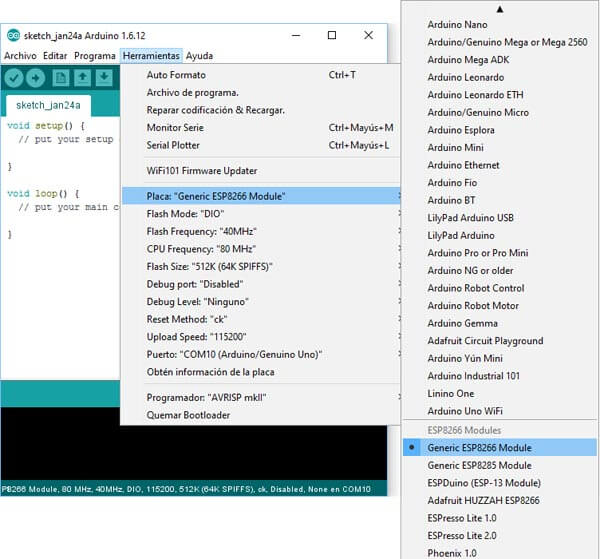 sketch_jan24a Arduino 1.6.12
Archivo Editar Programa Herramientas Ayuda
sketch_jan24a
void setup() {
// put your setup
}
void loop() {
// put your main c
}
Auto Formato Ctrl+T
Archivo de programa.
Reparar codificación & Recargar.
Monitor Serie Ctrl+Mayús+M
Serial Plotter Ctrl+Mayús+L
WiFi101 Firmware Updater
Placa: "Generic ESP8266 Module"
Flash Mode: "DIO"
Flash Frequency: "40MHz"
CPU Frequency: "80 MHz"
Flash Size: "512K (64K SPIFFS)"
Debug port: "Disabled"
Debug Level: "Ninguno"
Reset Method: "ck"
Upload Speed: "115200"
Puerto: "COM10 (Arduino/Genuino Uno)"
Obtén información de la placa
Programador: "AVRISP mkII"
Quemar Bootloader
Arduino Nano
Arduino/Genuino Mega or Mega 2560
Arduino Mega ADK
Arduino Leonardo
Arduino Leonardo ETH
Arduino/Genuino Micro
Arduino Esplora
Arduino Mini
Arduino Ethernet
Arduino Fio
Arduino BT
LilyPad Arduino USB
LilyPad Arduino
Arduino Pro or Pro Mini
Arduino NG or older
Arduino Robot Control
Arduino Robot Motor
Arduino Gemma
Adafruit Circuit Playground
Arduino Yún Mini
Arduino Industrial 101
Linino One
Arduino Uno WiFi
ESP8266 Modules
Generic ESP8266 Module
Generic ESP8285 Module
ESPDuino (ESP-13 Module)
Adafruit HUZZAH ESP8266
ESPresso Lite 1.0
ESPresso Lite 2.0
Phoenix 1.0
P8266 Module, 80 MHz, 40MHz, DIO, 115200, 512K (64K SPIFFS), ck, Disabled, None en COM10